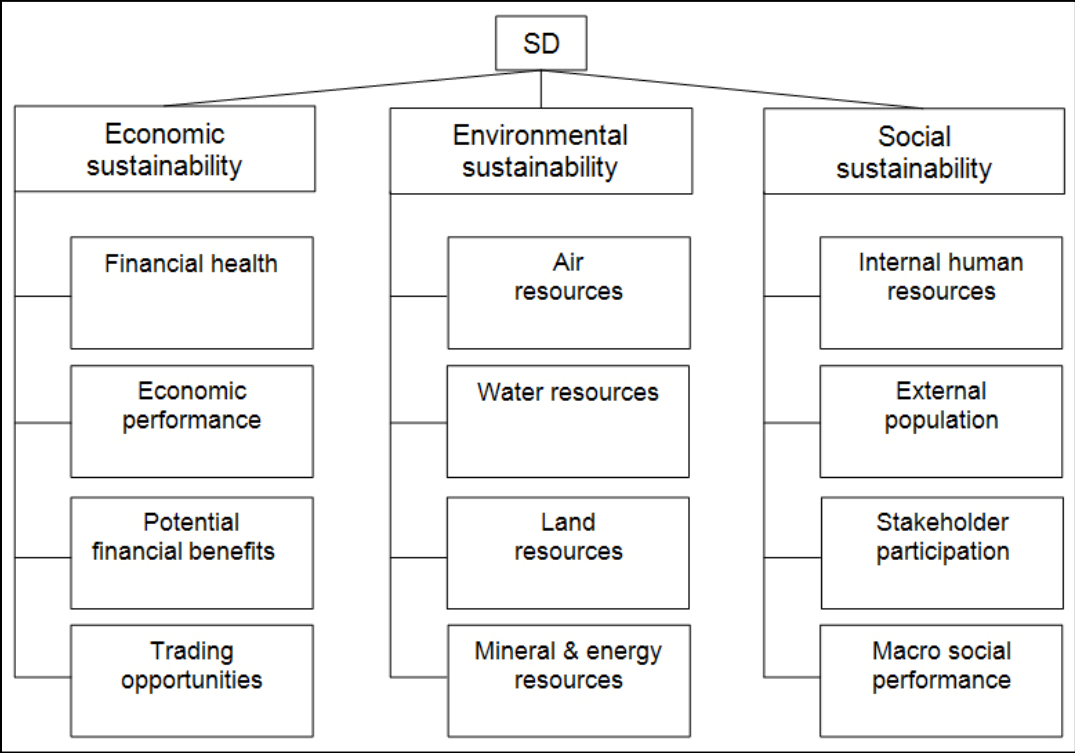 SD
Economic
sustainability
Financial health
Economic
performance
Potential
financial benefits
Trading
opportunities
Environmental
sustainability
Air
resources
Water resources
Land
resources
Mineral & energy
resources
Social
sustainability
Internal human
resources
External
population
Stakeholder
participation
Macro social
performance